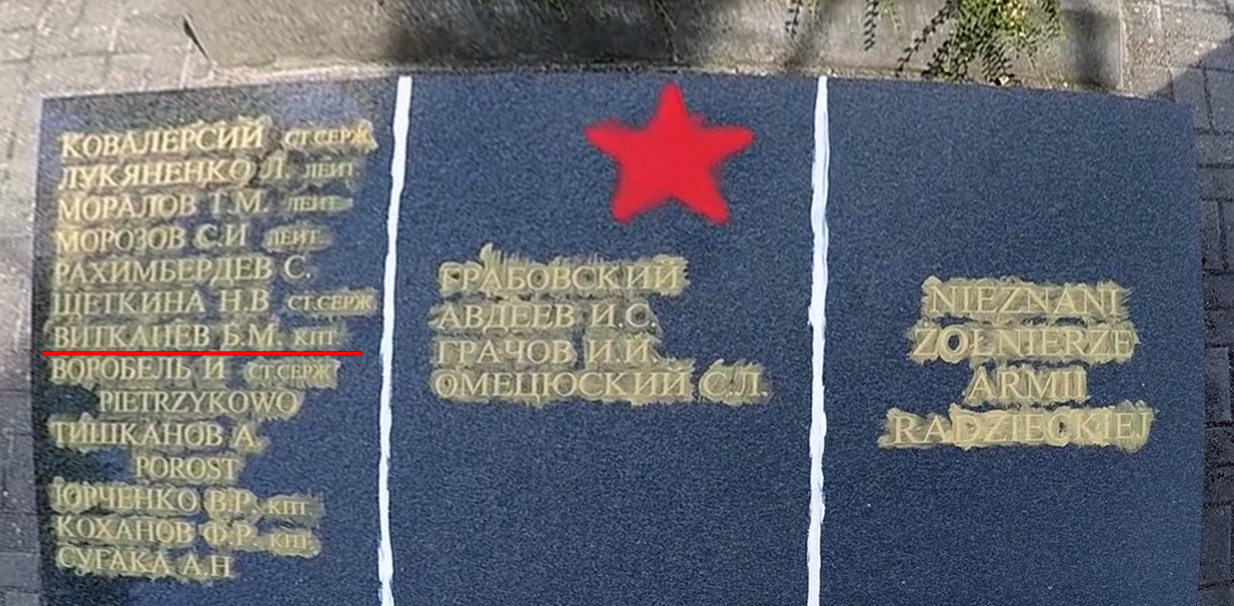 КОВАЛЕРСИЙ СТ.СЕРЖ.
ЛУКЯНЕНКО Л. ЛЕЙТ
МОРАЛОВ Т.М. ЛЕЙТ.
МОРОЗОВ С.И ЛЕЙТ.
РАХИМБЕРДЕВ С.
ЩЕТКИНА Н.В СТ.СЕРЖ
ВИТКАНЕВ Б.М. КПТ.
ВОРОБЕЛЬ И СТ.СЕРЖ
PIETRZYKOWO
ТИШКАНОВ А.
POROST
ЮРЧЕНКО В.Р. КПТ.
КОХАНОВ Ф.Р. КПТ.
СУГАКА А.Н
ГРАБОВСКИЙ
АВДЕЕВ И.С.
ГРАЧОВ И.И.
ОМЕЦЮСКИЙ С.Л.
NIEZNANI
ŻOŁNIERZE
ARMII
RADZIECKIEJ